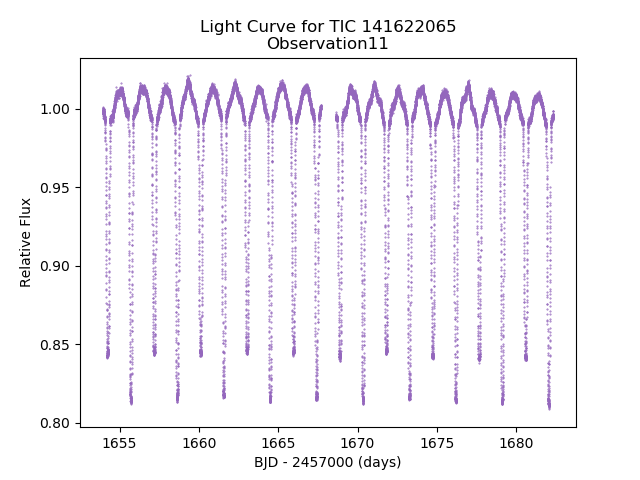 Light Curve for TIC 141622065
Observation11
1.00
0.95
0.90
0.85
0.80
Relative Flux
1655 1660 1665 1670 1675 1680
BJD - 2457000 (days)